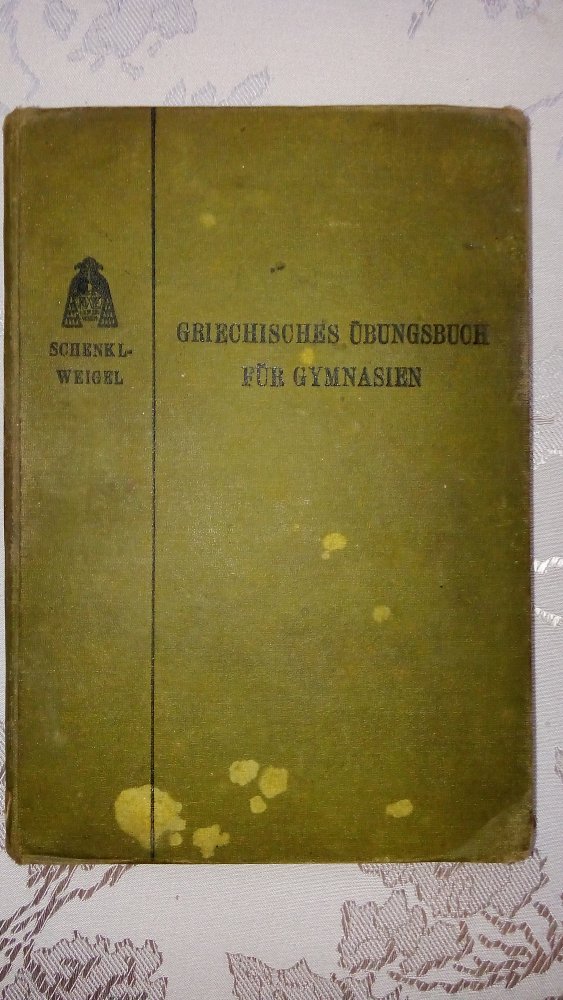 SCHENKL-
WEIGEL
GRIECHISCHES ÜBUNGSBUCH
FÜR GYMNASIEN